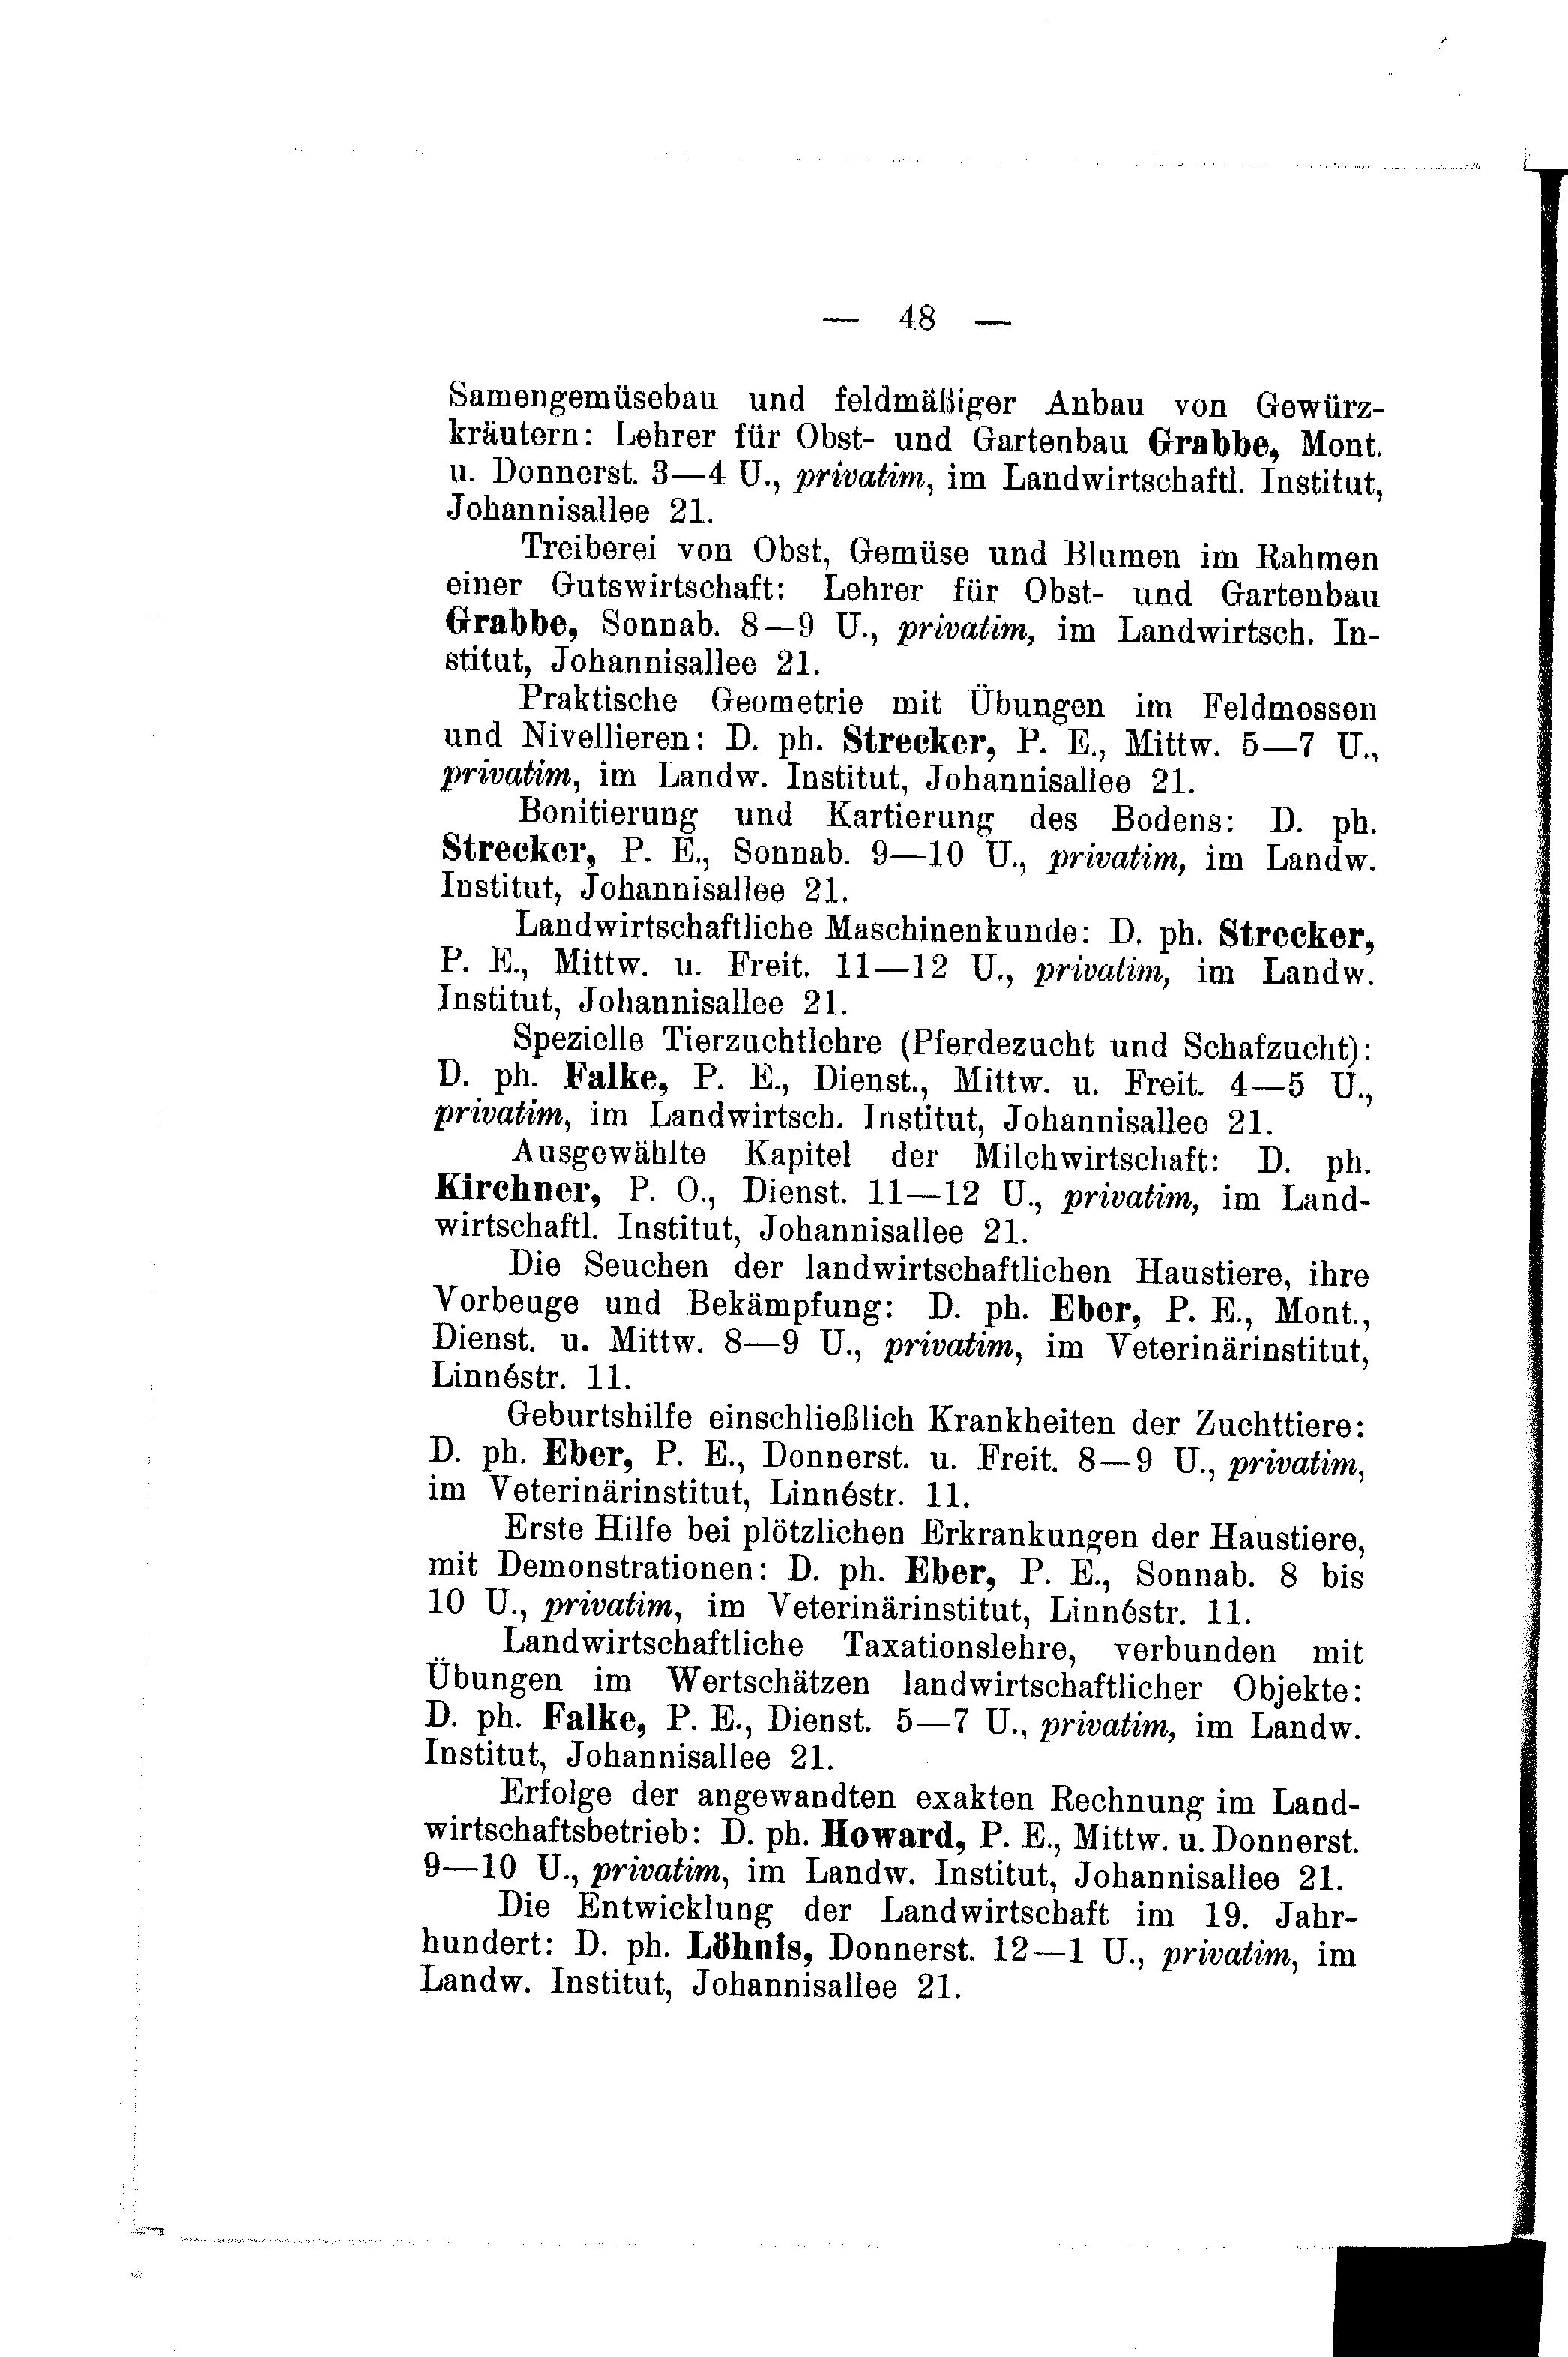 — 48 —
Samengemüsebau und feldmäßiger Anbau von Gewürz-
kräutern: Lehrer für Obst- und Gartenbau Grabbe, Mont.
u. Donnerst. 3—4 U., privatim, im Landwirtschaftl. Institut,
Johannisallee 21.
Treiberei von Obst, Gemüse und Blumen im Rahmen
einer Gutswirtschaft: Lehrer für Obst- und Gartenbau
Grabbe, Sonnab. 8—9 U., privatim, im Landwirtsch. In-
stitut, Johannisallee 21.
Praktische Geometrie mit Übungen im Feldmessen
und Nivellieren: D. ph. Strecker, P. E., Mittw. 5—7 U.,
privatim, im Landw. Institut, Johannisallee 21.
Bonitierung und Kartierung des Bodens: D. ph.
Strecker, P. E., Sonnab. 9—10 U., privatim, im Landw.
Institut, Johannisallee 21.
Landwirtschaftliche Maschinenkunde: D. ph. Strecker,
P. E., Mittw. u. Freit. 11—12 U., privatim, im Landw.
Institut, Johannisallee 21.
Spezielle Tierzuchtlehre (Pferdezucht und Schafzucht):
D. ph. Falke, P. E., Dienst., Mittw. u. Freit. 4—5 U.,
privatim, im Landwirtsch. Institut, Johannisallee 21.
Ausgewählte Kapitel der Milchwirtschaft: D. ph.
Kirchner, P. O., Dienst. 11—12 U., privatim, im Land-
wirtschaftl. Institut, Johannisallee 21.
Die Seuchen der landwirtschaftlichen Haustiere, ihre
Vorbeuge und Bekämpfung: D. ph. Eber, P. E., Mont.,
Dienst. u. Mittw. 8—9 U., privatim, im Veterinärinstitut,
Linnéstr. 11.
Geburtshilfe einschließlich Krankheiten der Zuchttiere:
D. ph. Eber, P. E., Donnerst. u. Freit. 8—9 U., privatim,
im Veterinärinstitut, Linnéstr. 11.
Erste Hilfe bei plötzlichen Erkrankungen der Haustiere,
mit Demonstrationen: D. ph. Eber, P. E., Sonnab. 8 bis
10 U., privatim, im Veterinärinstitut, Linnéstr. 11.
Landwirtschaftliche Taxationslehre, verbunden mit
Übungen im Wertschätzen landwirtschaftlicher Objekte:
D. ph. Falke, P. E., Dienst. 5—7 U., privatim, im Landw.
Institut, Johannisallee 21.
Erfolge der angewandten exakten Rechnung im Land-
wirtschaftsbetrieb: D. ph. Howard, P. E., Mittw. u. Donnerst.
9—10 U., privatim, im Landw. Institut, Johannisallee 21.
Die Entwicklung der Landwirtschaft im 19. Jahr-
hundert: D. ph. Löhnis, Donnerst. 12—1 U., privatim, im
Landw. Institut, Johannisallee 21.